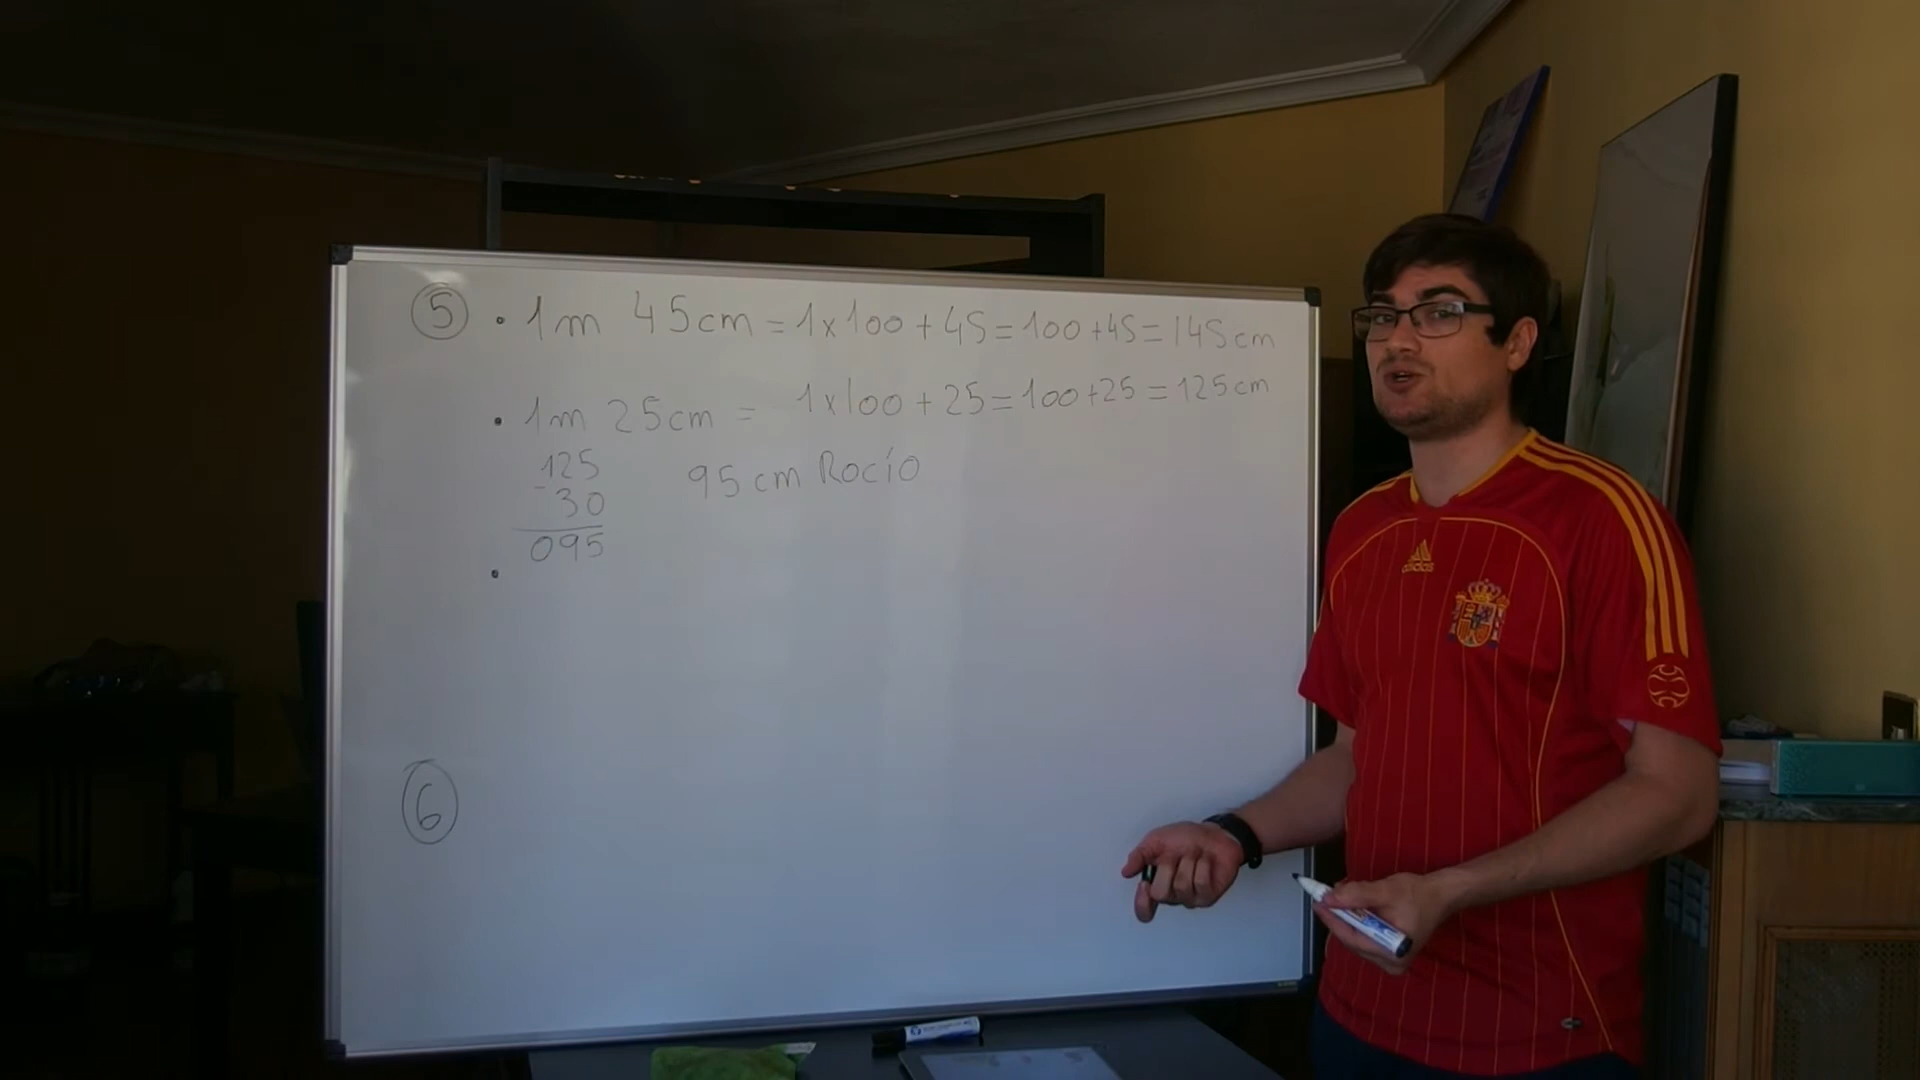 5 · 1m 45cm = 1x100 + 45 = 100 + 45 = 145 cm
· 1m 25cm = 1x100 + 25 = 100 + 25 = 125 cm
125
- 30
095
95 cm Rocío
·
6
adidas